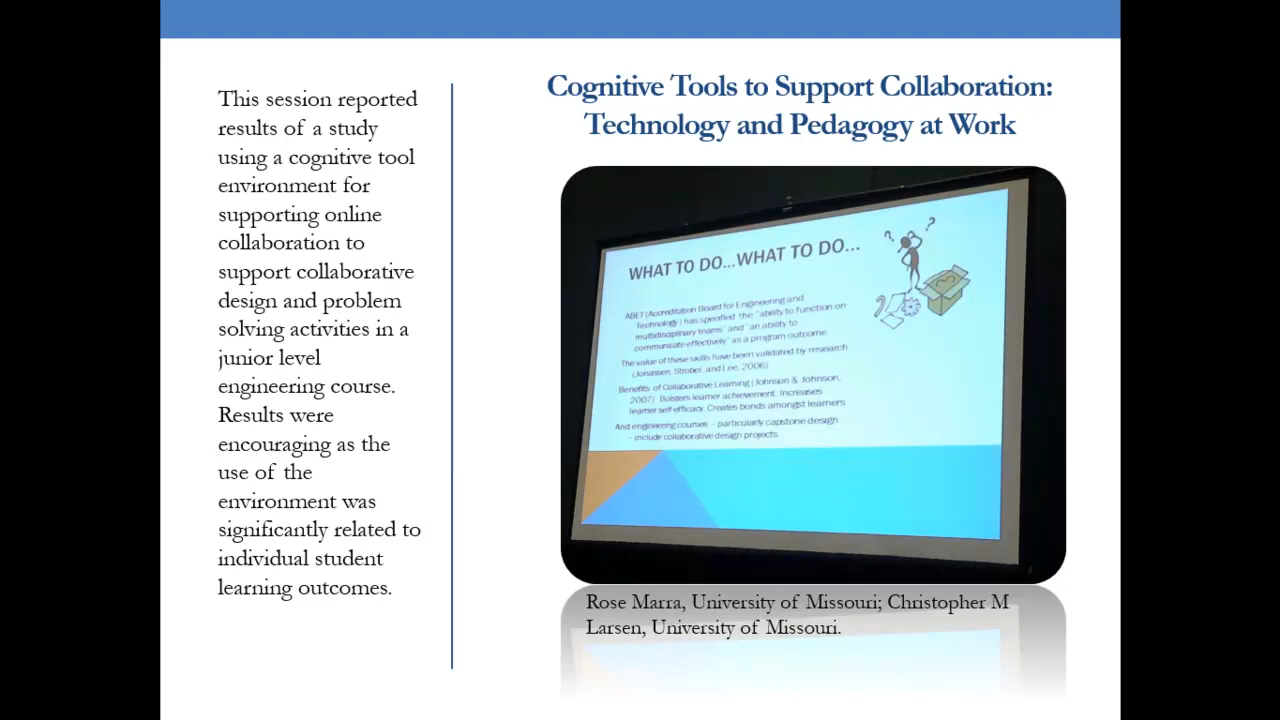 This session reported
results of a study
using a cognitive tool
environment for
supporting online
collaboration to
support collaborative
design and problem
solving activities in a
junior level
engineering course.
Results were
encouraging as the
use of the
environment was
significantly related to
individual student
learning outcomes.
Cognitive Tools to Support Collaboration:
Technology and Pedagogy at Work
WHAT TO DO...WHAT TO DO...
ABET (Accreditation Board for Engineering and
Technology) has specified the "ability to function on
multidisciplinary teams" and "an ability to
communicate effectively" as a program outcome
The value of these skills have been validated by research
(Jonassen, Strobel, and Lee, 2006)
Benefits of Collaborative Learning (Johnson & Johnson,
2007) Bolsters learner achievement, Increases
learner self efficacy, Creates bonds amongst learners
And engineering courses - particularly capstone design
- include collaborative design projects
Rose Marra, University of Missouri; Christopher M
Larsen, University of Missouri.